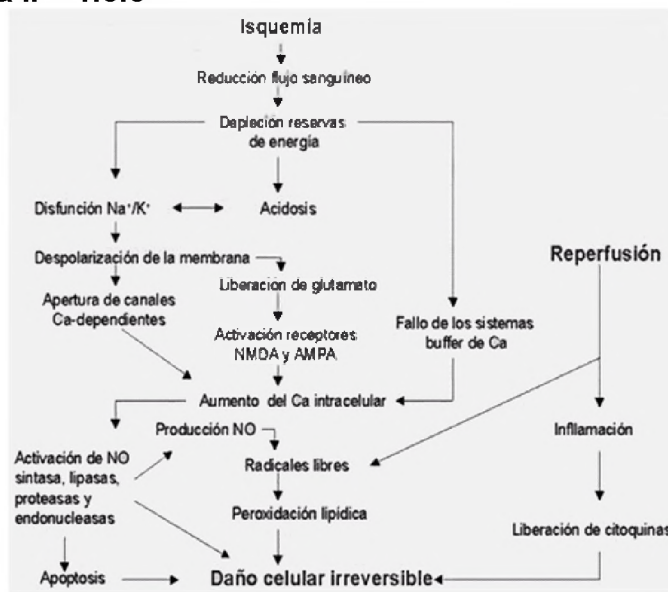 Isquemía
Reducción flujo sanguíneo
Depleción reservas
de energía
Disfunción Na⁺/K⁺
Acidosis
Despolarización de la membrana
Reperfusión
Liberación de glutamato
Apertura de canales
Ca-dependientes
Activación receptores
NMDA y AMPA
Fallo de los sistemas
buffer de Ca
Aumento del Ca intracelular
Producción NO
Inflamación
Activación de NO
sintasa, lipasas,
proteasas y
endonucleasas
Radicales libres
Peroxidación lipídica
Liberación de citoquinas
Apoptosis
Daño celular irreversible